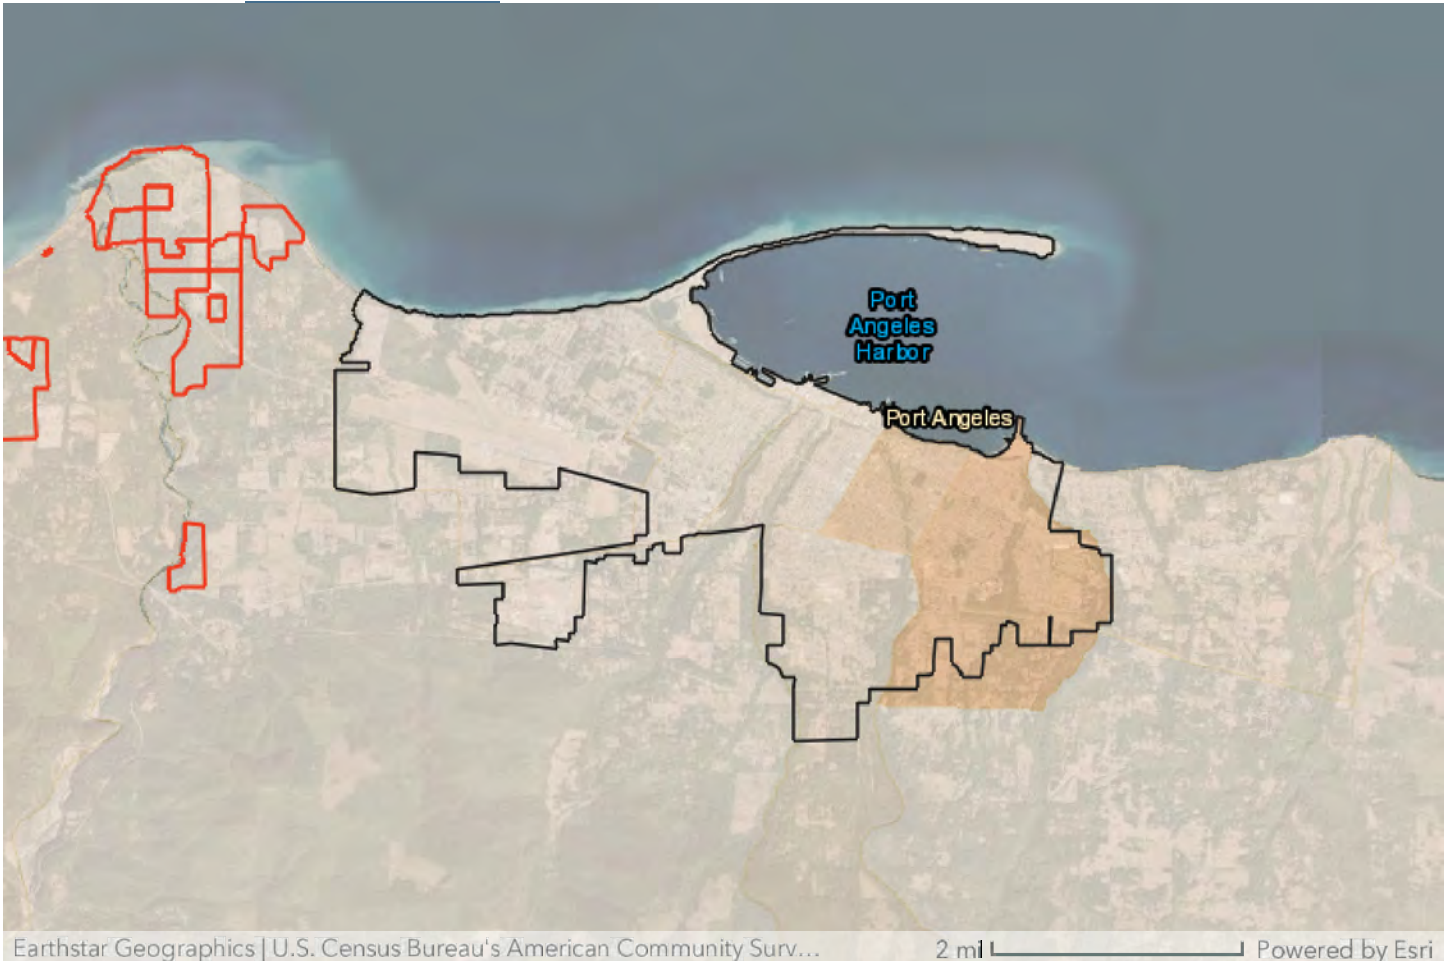 Port
Angeles
Harbor
Port Angeles
Earthstar Geographics | U.S. Census Bureau's American Community Surv...
2 mi
Powered by Esri